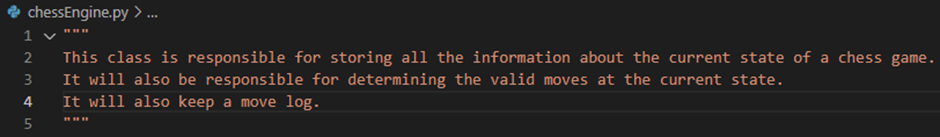 chessEngine.py > ...
1 """
2 This class is responsible for storing all the information about the current state of a chess game.
3 It will also be responsible for determining the valid moves at the current state.
4 It will also keep a move log.
5 """